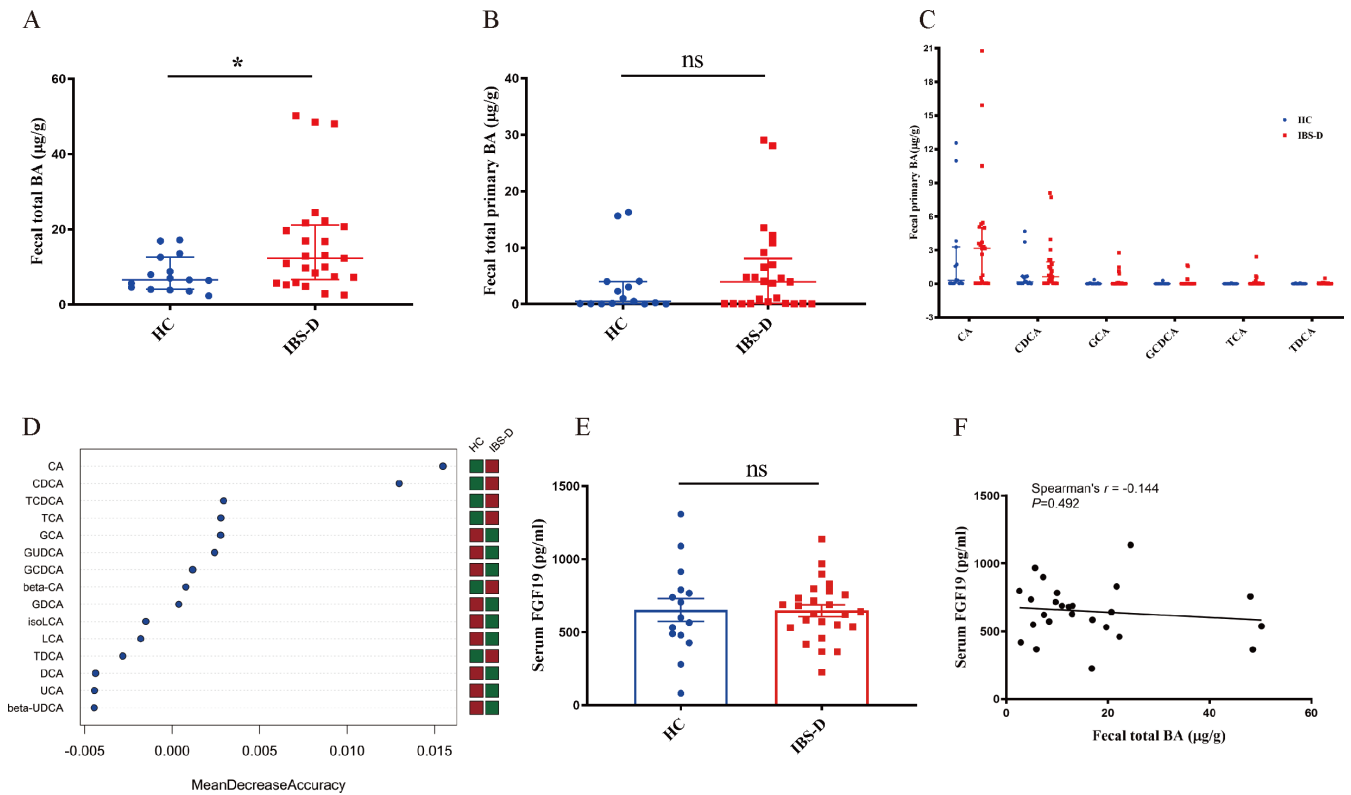 A
Fecal total BA (μg/g)
60
40
20
0
*
HC
IBS-D
B
Fecal total primary BA (μg/g)
40
30
20
10
0
ns
HC
IBS-D
C
Fecal primary BA(μg/g)
21
18
15
12
9
6
3
0
-3
HC
IBS-D
CA
CDCA
GCA
GCDCA
TCA
TDCA
D
HC
IBS-D
CA
CDCA
TCDCA
TCA
GCA
GUDCA
GCDCA
beta-CA
GDCA
isoLCA
LCA
TDCA
DCA
UCA
beta-UDCA
-0.005
0.000
0.005
0.010
0.015
MeanDecreaseAccuracy
E
Serum FGF19 (pg/ml)
1500
1000
500
0
ns
HC
IBS-D
F
Spearman's r = -0.144
P=0.492
Serum FGF19 (pg/ml)
1500
1000
500
0
0
20
40
60
Fecal total BA (μg/g)